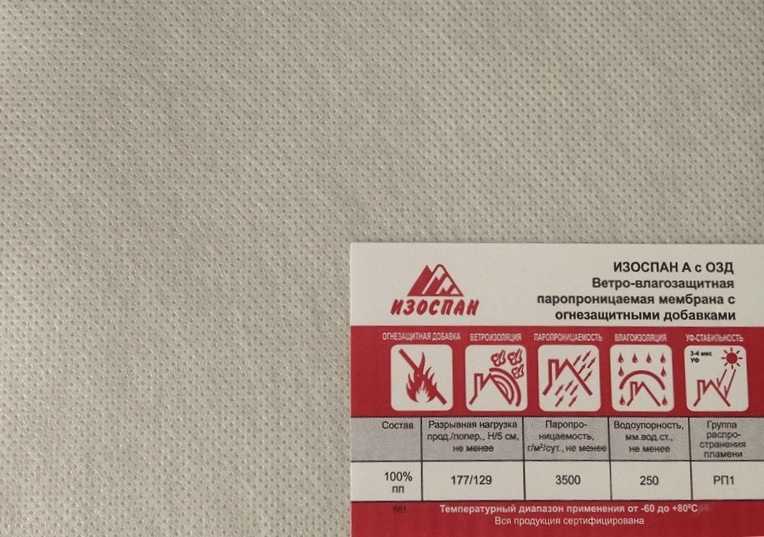 ИЗОСПАН
ИЗОСПАН А с ОЗД
Ветро-влагозащитная
паропроницаемая мембрана с
огнезащитными добавками
ОГНЕЗАЩИТНАЯ ДОБАВКА ВЕТРОИЗОЛЯЦИЯ ПАРОПРОНИЦАЕМОСТЬ ВЛАГОИЗОЛЯЦИЯ УФ-СТАБИЛЬНОСТЬ
3-4 мес
УФ
Состав
Разрывная нагрузка
прод./попер., Н/5 см,
не менее
Паропро-
ницаемость,
г/м²/сут., не менее
Водоупорность,
мм.вод.ст.,
не менее
Группа
распро-
странения
пламени
100%
пп
177/129
3500
250
РП1
Температурный диапазон применения от -60 до +80⁰С
Вся продукция сертифицирована